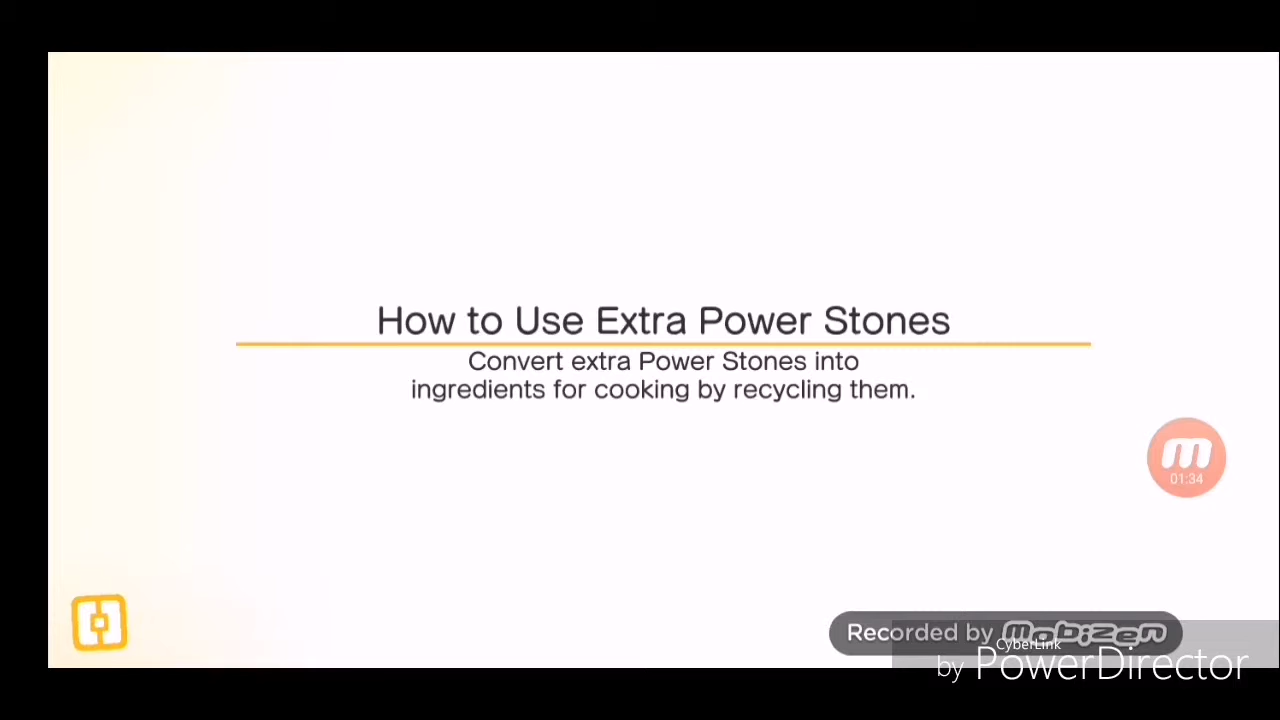 How to Use Extra Power Stones
Convert extra Power Stones into
ingredients for cooking by recycling them.
01:34
Recorded by Mobizen
CyberLink
by PowerDirector